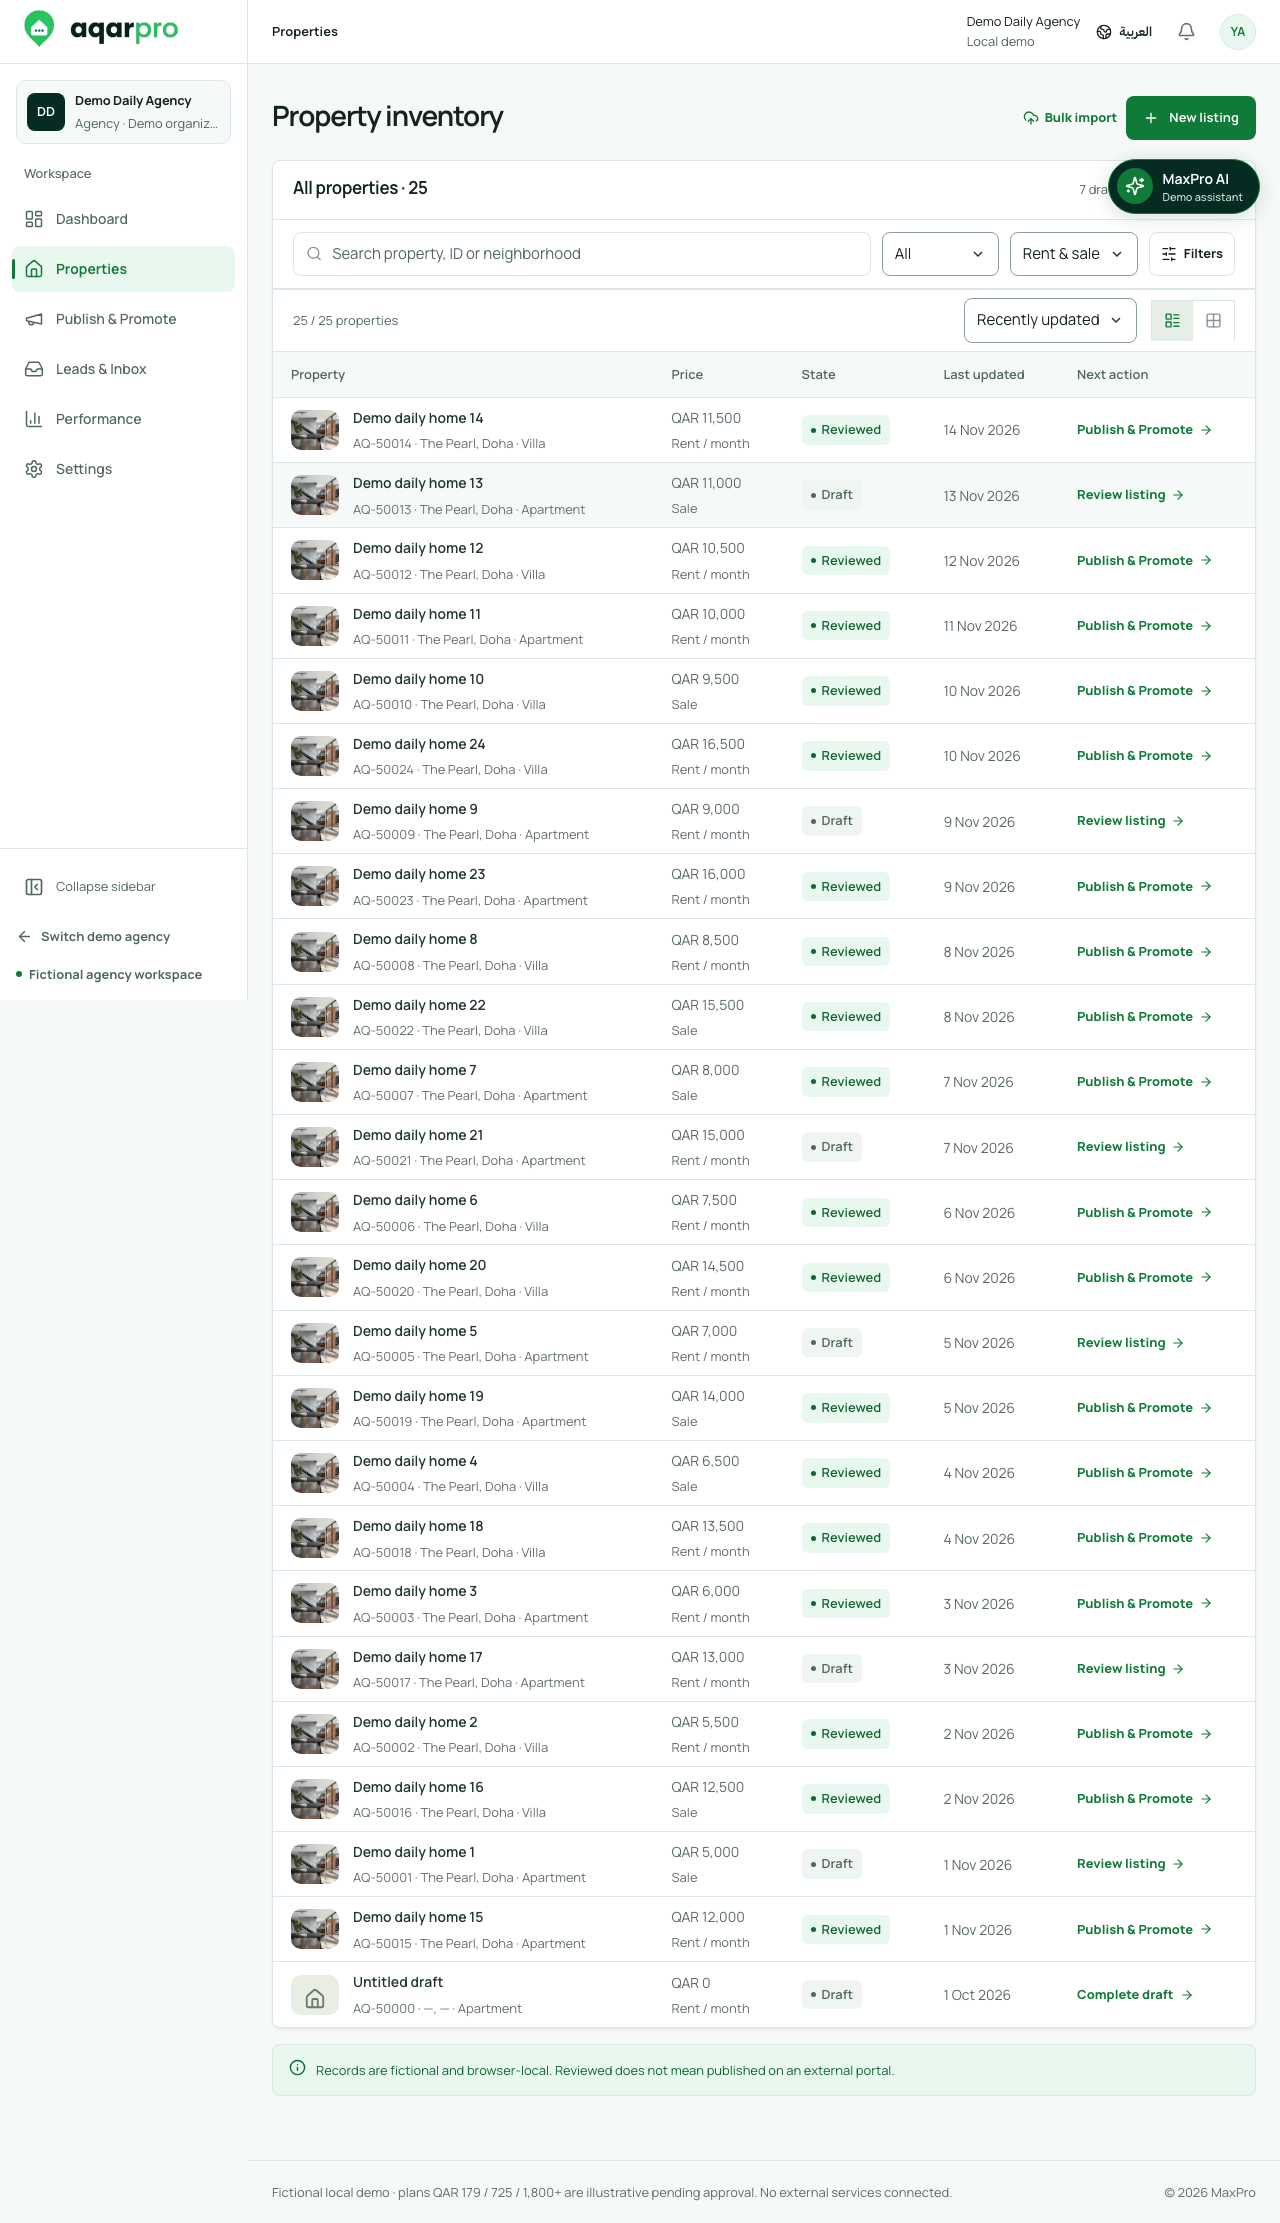 aqarpro
Properties
Demo Daily Agency
Local demo
العربية
YA
DD
Demo Daily Agency
Agency · Demo organiz...
Workspace
Dashboard
Properties
Publish & Promote
Leads & Inbox
Performance
Settings
Collapse sidebar
Switch demo agency
Fictional agency workspace
Property inventory
Bulk import
New listing
All properties · 25
7 dra
MaxPro AI
Demo assistant
Search property, ID or neighborhood
All
Rent & sale
Filters
25 / 25 properties
Recently updated
Property Price State Last updated Next action
Demo daily home 14 QAR 11,500 Reviewed 14 Nov 2026 Publish & Promote
AQ-50014 · The Pearl, Doha · Villa Rent / month
Demo daily home 13 QAR 11,000 Draft 13 Nov 2026 Review listing
AQ-50013 · The Pearl, Doha · Apartment Sale
Demo daily home 12 QAR 10,500 Reviewed 12 Nov 2026 Publish & Promote
AQ-50012 · The Pearl, Doha · Villa Rent / month
Demo daily home 11 QAR 10,000 Reviewed 11 Nov 2026 Publish & Promote
AQ-50011 · The Pearl, Doha · Apartment Rent / month
Demo daily home 10 QAR 9,500 Reviewed 10 Nov 2026 Publish & Promote
AQ-50010 · The Pearl, Doha · Villa Sale
Demo daily home 24 QAR 16,500 Reviewed 10 Nov 2026 Publish & Promote
AQ-50024 · The Pearl, Doha · Villa Rent / month
Demo daily home 9 QAR 9,000 Draft 9 Nov 2026 Review listing
AQ-50009 · The Pearl, Doha · Apartment Rent / month
Demo daily home 23 QAR 16,000 Reviewed 9 Nov 2026 Publish & Promote
AQ-50023 · The Pearl, Doha · Apartment Rent / month
Demo daily home 8 QAR 8,500 Reviewed 8 Nov 2026 Publish & Promote
AQ-50008 · The Pearl, Doha · Villa Rent / month
Demo daily home 22 QAR 15,500 Reviewed 8 Nov 2026 Publish & Promote
AQ-50022 · The Pearl, Doha · Villa Sale
Demo daily home 7 QAR 8,000 Reviewed 7 Nov 2026 Publish & Promote
AQ-50007 · The Pearl, Doha · Apartment Sale
Demo daily home 21 QAR 15,000 Draft 7 Nov 2026 Review listing
AQ-50021 · The Pearl, Doha · Apartment Rent / month
Demo daily home 6 QAR 7,500 Reviewed 6 Nov 2026 Publish & Promote
AQ-50006 · The Pearl, Doha · Villa Rent / month
Demo daily home 20 QAR 14,500 Reviewed 6 Nov 2026 Publish & Promote
AQ-50020 · The Pearl, Doha · Villa Rent / month
Demo daily home 5 QAR 7,000 Draft 5 Nov 2026 Review listing
AQ-50005 · The Pearl, Doha · Apartment Rent / month
Demo daily home 19 QAR 14,000 Reviewed 5 Nov 2026 Publish & Promote
AQ-50019 · The Pearl, Doha · Apartment Sale
Demo daily home 4 QAR 6,500 Reviewed 4 Nov 2026 Publish & Promote
AQ-50004 · The Pearl, Doha · Villa Sale
Demo daily home 18 QAR 13,500 Reviewed 4 Nov 2026 Publish & Promote
AQ-50018 · The Pearl, Doha · Villa Rent / month
Demo daily home 3 QAR 6,000 Reviewed 3 Nov 2026 Publish & Promote
AQ-50003 · The Pearl, Doha · Apartment Rent / month
Demo daily home 17 QAR 13,000 Draft 3 Nov 2026 Review listing
AQ-50017 · The Pearl, Doha · Apartment Rent / month
Demo daily home 2 QAR 5,500 Reviewed 2 Nov 2026 Publish & Promote
AQ-50002 · The Pearl, Doha · Villa Rent / month
Demo daily home 16 QAR 12,500 Reviewed 2 Nov 2026 Publish & Promote
AQ-50016 · The Pearl, Doha · Villa Sale
Demo daily home 1 QAR 5,000 Draft 1 Nov 2026 Review listing
AQ-50001 · The Pearl, Doha · Apartment Sale
Demo daily home 15 QAR 12,000 Reviewed 1 Nov 2026 Publish & Promote
AQ-50015 · The Pearl, Doha · Apartment Rent / month
Untitled draft QAR 0 Draft 1 Oct 2026 Complete draft
AQ-50000 · —, — · Apartment Rent / month
Records are fictional and browser-local. Reviewed does not mean published on an external portal.
Fictional local demo · plans QAR 179 / 725 / 1,800+ are illustrative pending approval. No external services connected.
© 2026 MaxPro